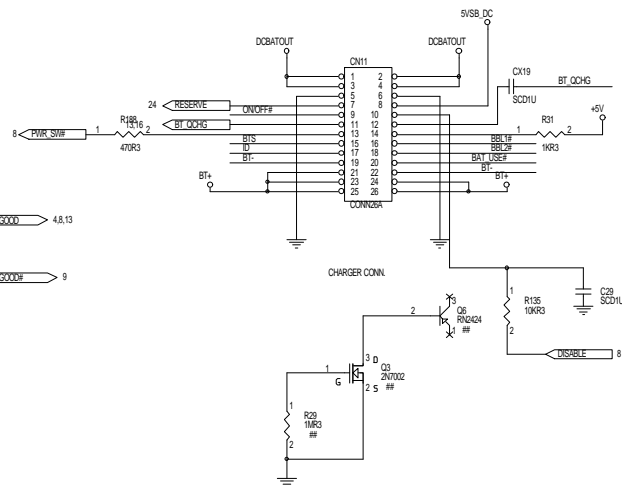 5VSB_DC
DCBATOUT
DCBATOUT
CN11
1 2
3 4
5 6
7 8
9 10
11 12
13 14
15 16
17 18
19 20
21 22
23 24
25 26
CONN26A
CX19
SCD1U
BT_QCHG
24 RESERVE
ON/OFF#
BT_QCHG
13,16
R188
8 PWR_SW# 1 2
470R3
BTS
ID
BT-
BT+
R31
+5V
1 2
1KR3
BBL1#
BBL2#
BAT_USE#
BT-
BT+
GOOD 4,8,13
GOOD# 9
CHARGER CONN.
1
R135
10KR3
2
C29
SCD1U
DISABLE 8
2
3
Q6
RN2424
1
##
3 D
Q3
2N7002
##
1
G
2 S
1
R29
1MR3
##
2